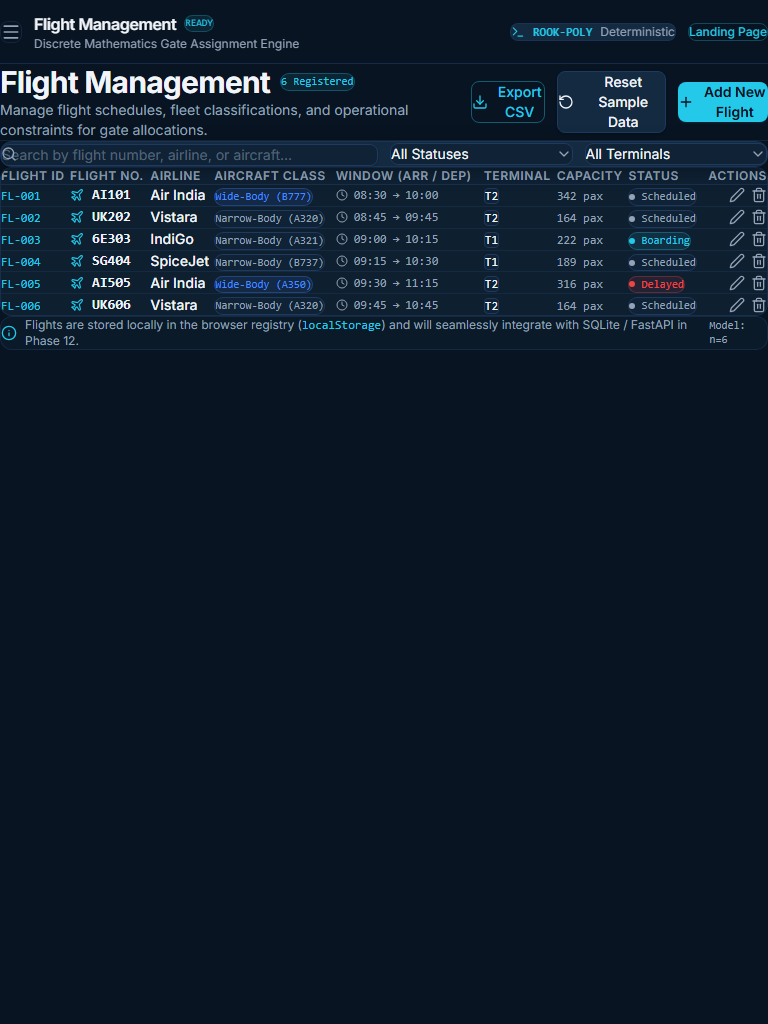 Flight Management READY
Discrete Mathematics Gate Assignment Engine
ROOK-POLY Deterministic
Landing Page
Flight Management 6 Registered
Manage flight schedules, fleet classifications, and operational
constraints for gate allocations.
Export
CSV
Reset
Sample
Data
Add New
Flight
Search by flight number, airline, or aircraft...
All Statuses
All Terminals
FLIGHT ID FLIGHT NO. AIRLINE AIRCRAFT CLASS WINDOW (ARR / DEP) TERMINAL CAPACITY STATUS ACTIONS
FL-001 AI101 Air India Wide-Body (B777) 08:30 → 10:00 T2 342 pax Scheduled
FL-002 UK202 Vistara Narrow-Body (A320) 08:45 → 09:45 T2 164 pax Scheduled
FL-003 6E303 IndiGo Narrow-Body (A321) 09:00 → 10:15 T1 222 pax Boarding
FL-004 SG404 SpiceJet Narrow-Body (B737) 09:15 → 10:30 T1 189 pax Scheduled
FL-005 AI505 Air India Wide-Body (A350) 09:30 → 11:15 T2 316 pax Delayed
FL-006 UK606 Vistara Narrow-Body (A320) 09:45 → 10:45 T2 164 pax Scheduled
Flights are stored locally in the browser registry (localStorage) and will seamlessly integrate with SQLite / FastAPI in
Phase 12.
Model:
n=6